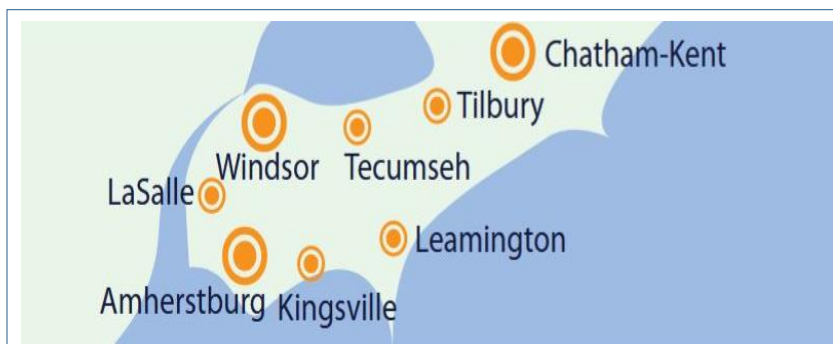 Chatham-Kent
Tilbury
Windsor
Tecumseh
LaSalle
Leamington
Amherstburg
Kingsville